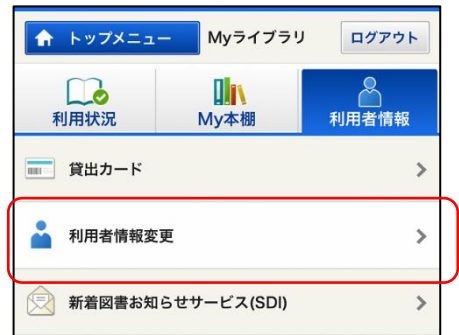 トップメニュー Myライブラリ ログアウト
利用状況 My本棚 利用者情報
貸出カード
利用者情報変更
新着図書お知らせサービス(SDI)